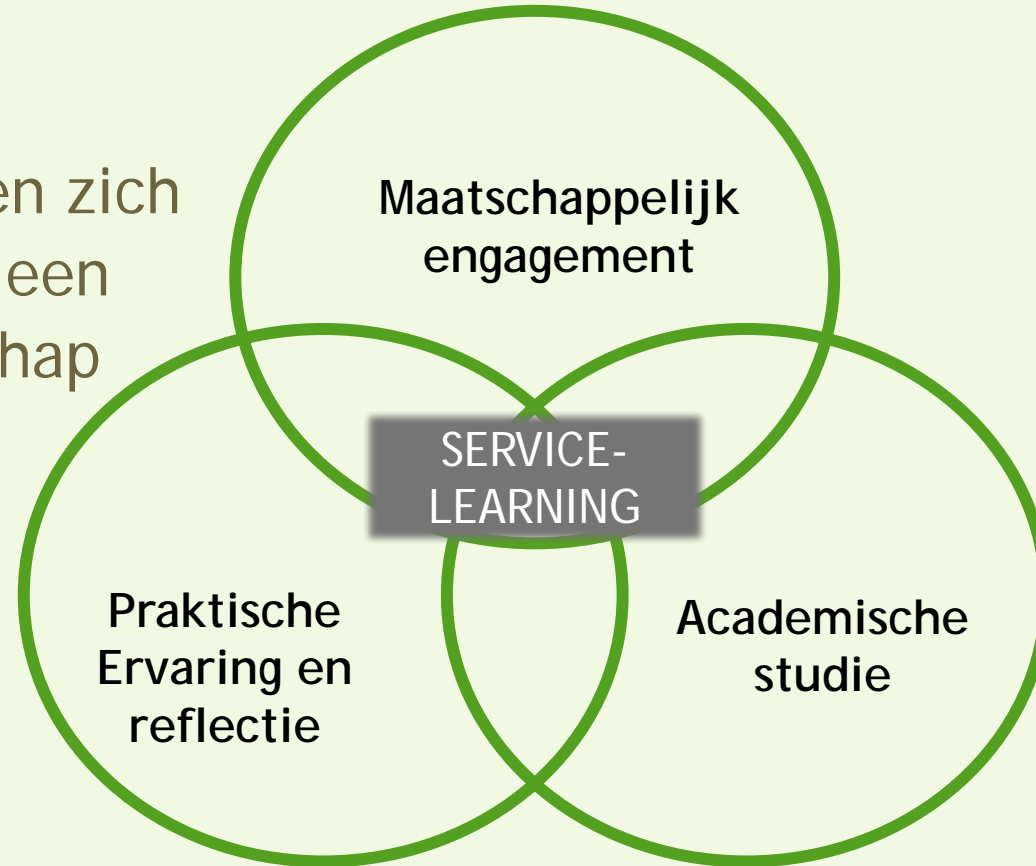 en zich
een
hap
Maatschappelijk
engagement
SERVICE-
LEARNING
Praktische
Ervaring en
reflectie
Academische
studie